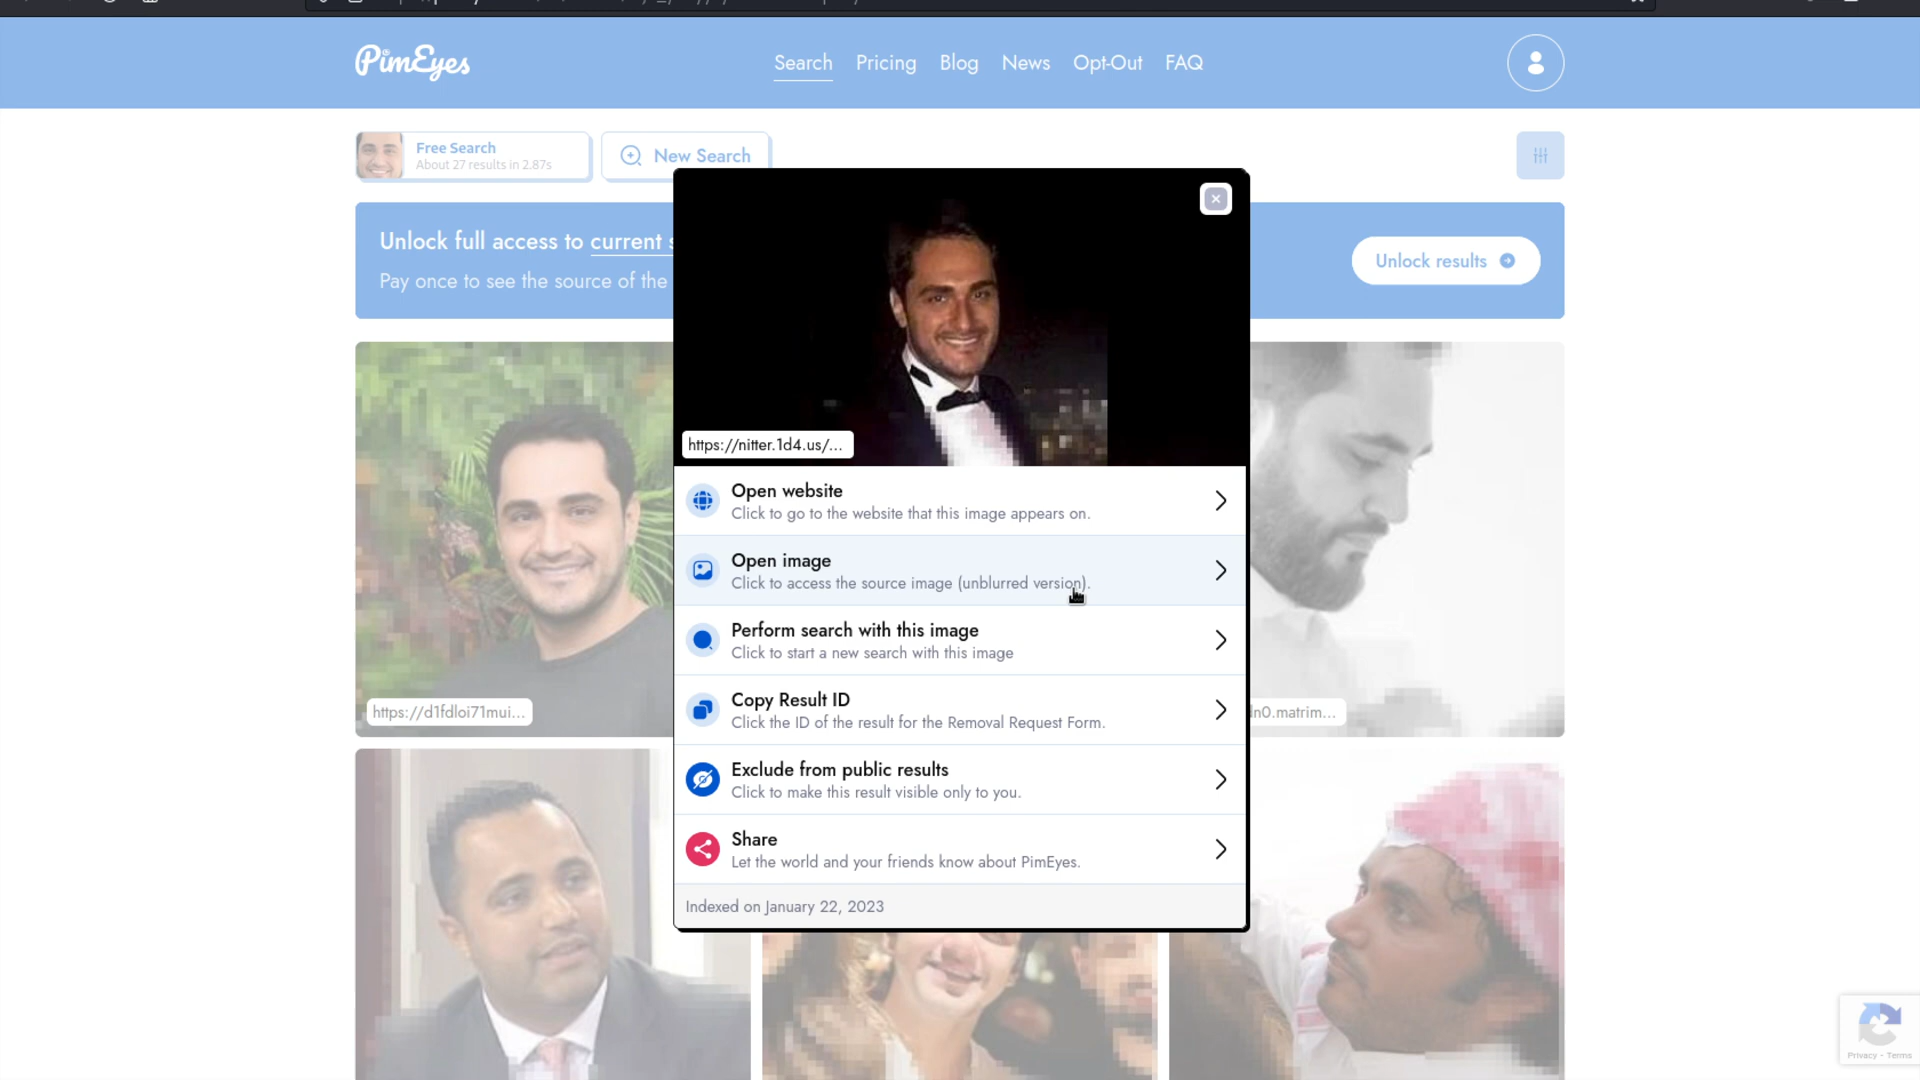 PimEyes
Search Pricing Blog News Opt-Out FAQ
Free Search
About 27 results in 2.87s
New Search
Unlock full access to current s
Pay once to see the source of the
Unlock results
https://nitter.1d4.us/...
Open website
Click to go to the website that this image appears on.
Open image
Click to access the source image (unblurred version).
Perform search with this image
Click to start a new search with this image
Copy Result ID
Click the ID of the result for the Removal Request Form.
https://d1fdloi71mui...
dn0.matrim...
Exclude from public results
Click to make this result visible only to you.
Share
Let the world and your friends know about PimEyes.
Indexed on January 22, 2023
Privacy - Terms